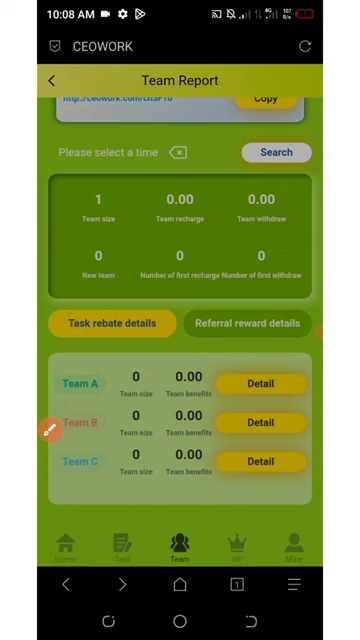 10:08 AM
4G
107
B/s
CEOWORK
Team Report
Copy
Please select a time
Search
1 0.00 0.00
Team size Team recharge Team withdraw
0 0 0
New team Number of first recharge Number of first withdraw
Task rebate details Referral reward details
Team A 0 0.00 Detail
Team size Team benefits
Team B 0 0.00 Detail
Team size Team benefits
Team C 0 0.00 Detail
Team size Team benefits
Home Task Team VIP Mine
1